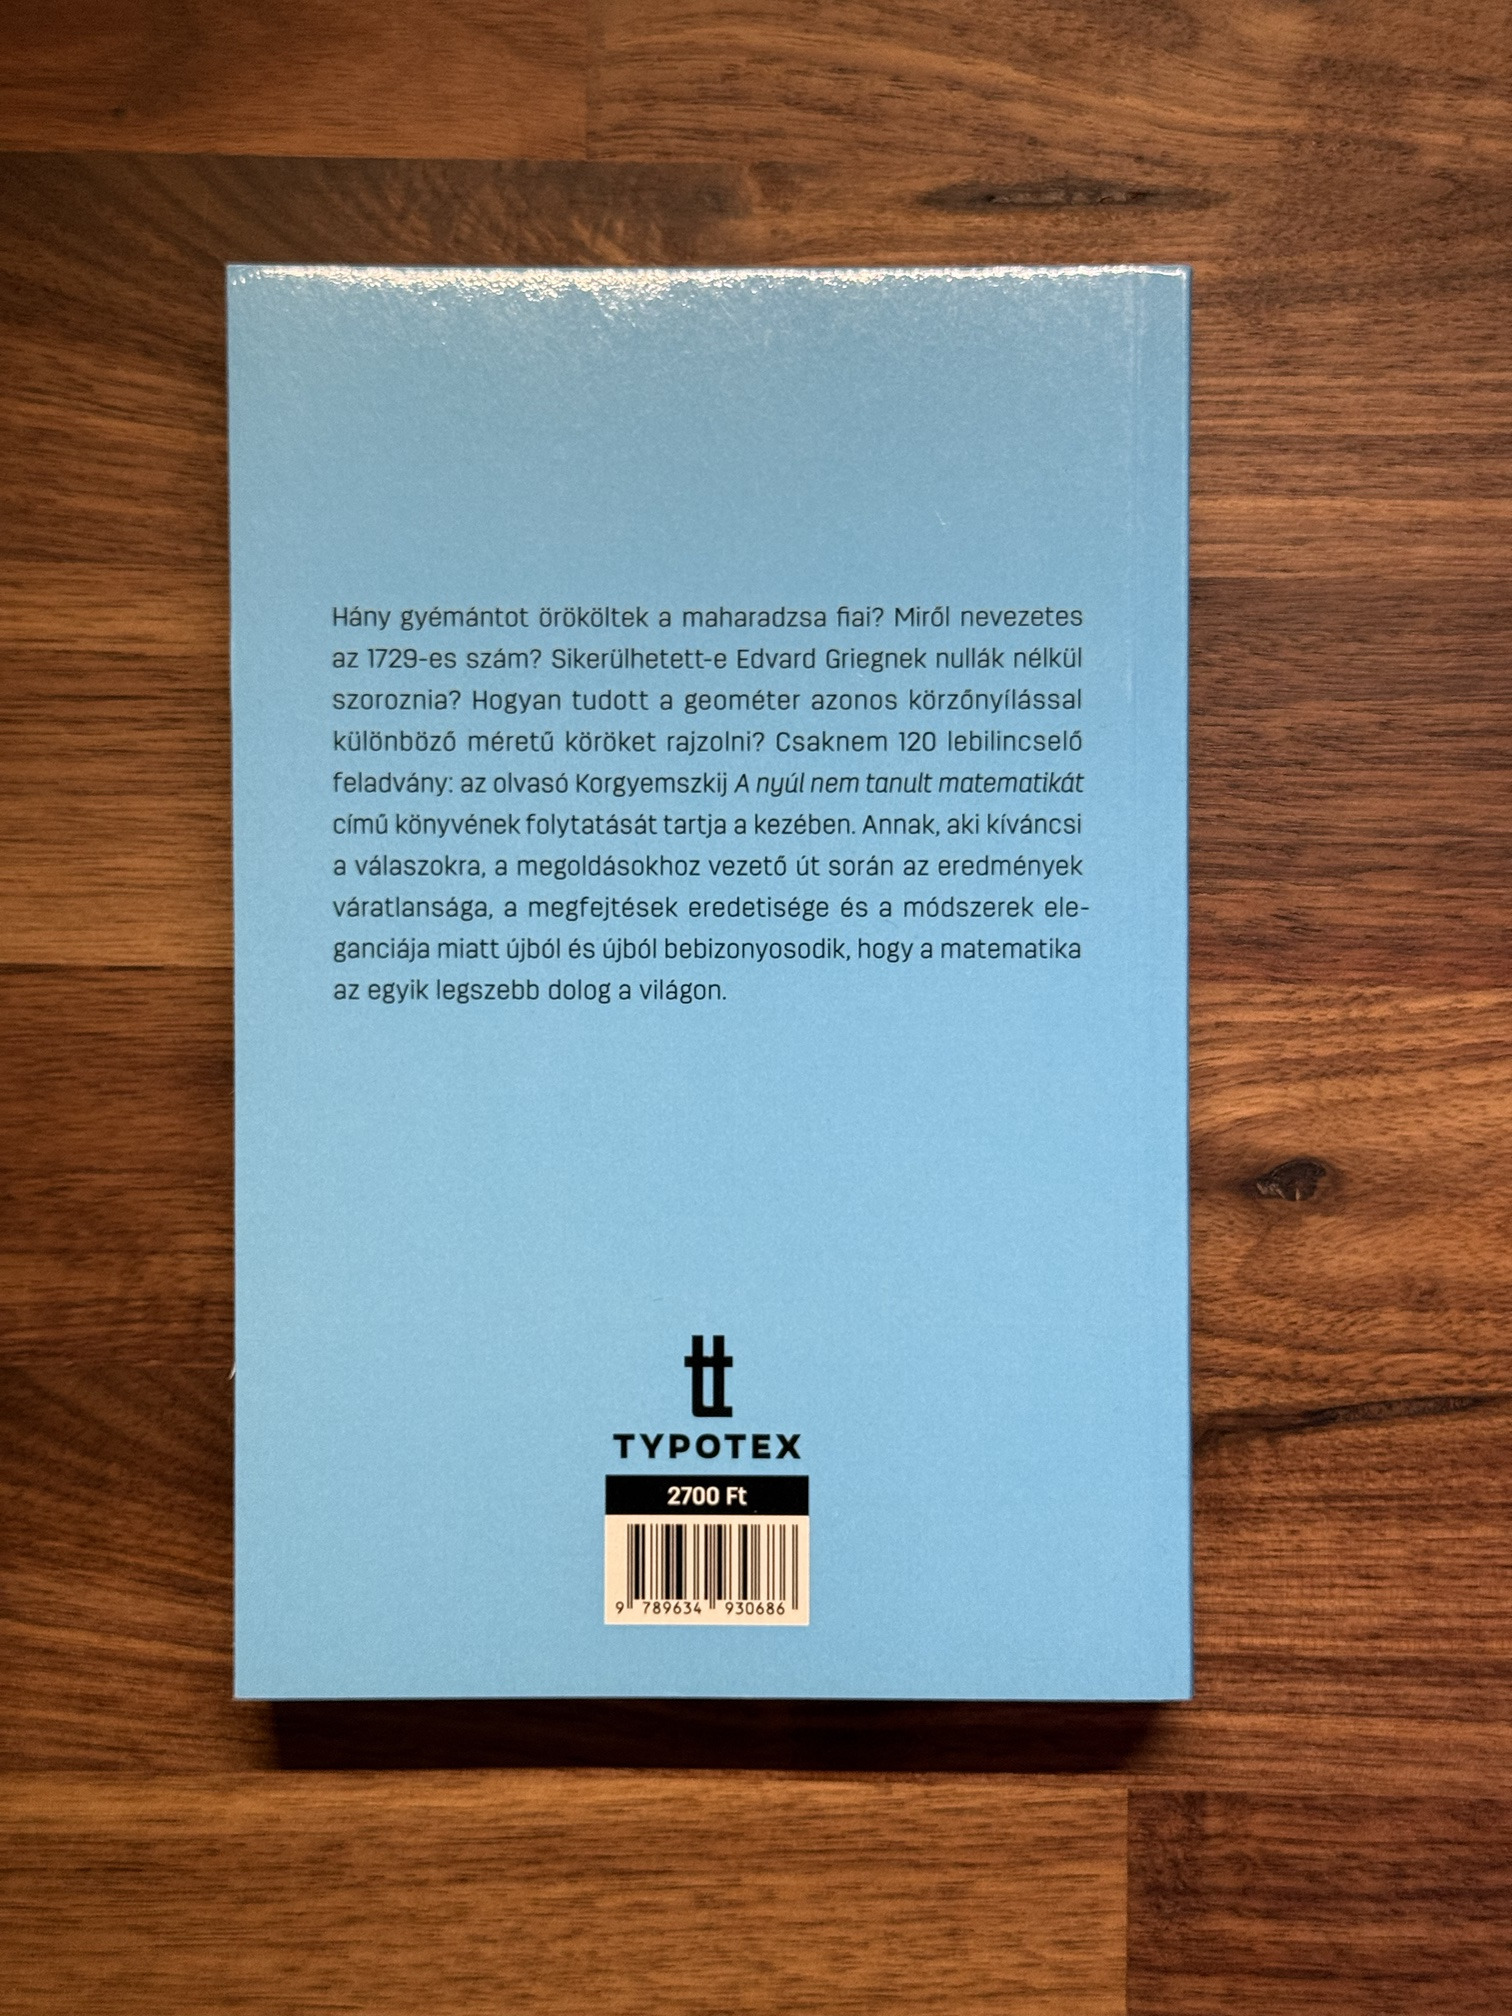 Hány gyémántot örököltek a maharadzsa fiai? Miről nevezetes
az 1729-es szám? Sikerülhetett-e Edvard Griegnek nullák nélkül
szoroznia? Hogyan tudott a geométer azonos körzőnyílással
különböző méretű köröket rajzolni? Csaknem 120 lebilincselő
feladvány: az olvasó Korgyemszkij A nyúl nem tanult matematikát
című könyvének folytatását tartja a kezében. Annak, aki kíváncsi
a válaszokra, a megoldásokhoz vezető út során az eredmények
váratlansága, a megfejtések eredetisége és a módszerek ele-
ganciája miatt újból és újból bebizonyosodik, hogy a matematika
az egyik legszebb dolog a világon.
tt
TYPOTEX
2700 Ft
9 789634 930686